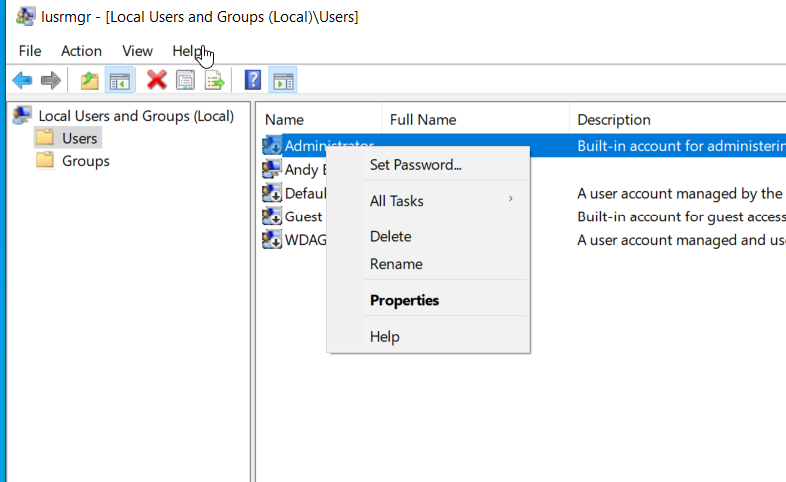 lusrmgr - [Local Users and Groups (Local)\Users]
File Action View Help
Local Users and Groups (Local)
Users
Groups
Name Full Name Description
Administrator Built-in account for administerin
Andy
Defaul A user account managed by the
Guest Built-in account for guest access
WDAG A user account managed and use
Set Password...
All Tasks
Delete
Rename
Properties
Help